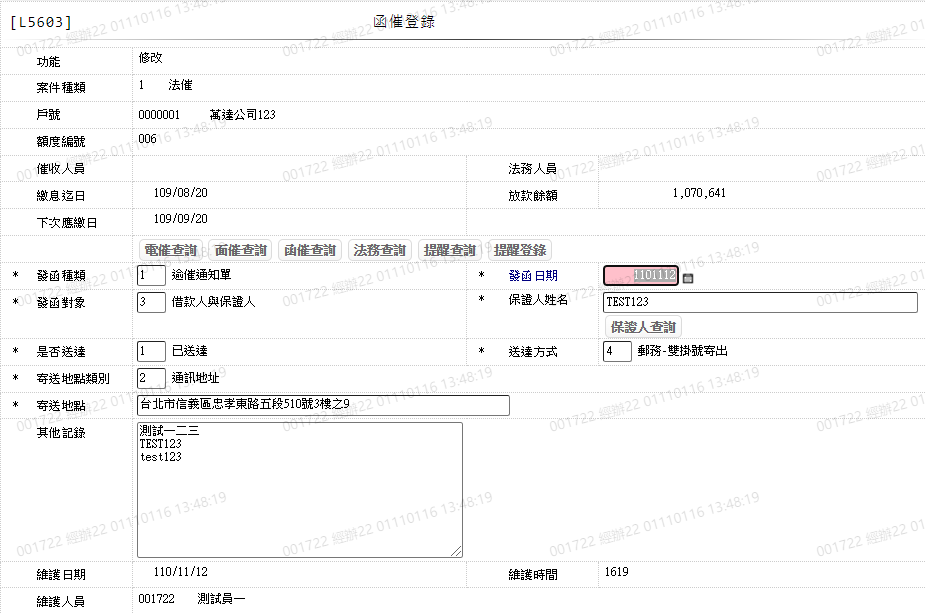 [L5603] 函催登錄
功能 修改
案件種類 1 法催
戶號 0000001 萬達公司123
額度編號 006
催收人員 法務人員
繳息迄日 109/08/20 放款餘額 1,070,641
下次應繳日 109/09/20
電催查詢 面催查詢 函催查詢 法務查詢 提醒查詢 提醒登錄
* 發函種類 1 逾催通知單 * 發函日期 1101112
* 發函對象 3 借款人與保證人 * 保證人姓名 TEST123
保證人查詢
* 是否送達 1 已送達 * 送達方式 4 郵務-雙掛號寄出
* 寄送地點類別 2 通訊地址
* 寄送地點 台北市信義區忠孝東路五段510號3樓之9
其他記錄 測試一二三
TEST123
test123
維護日期 110/11/12 維護時間 1619
維護人員 001722 測試員一
001722 經辦22 01110116 13:48:19